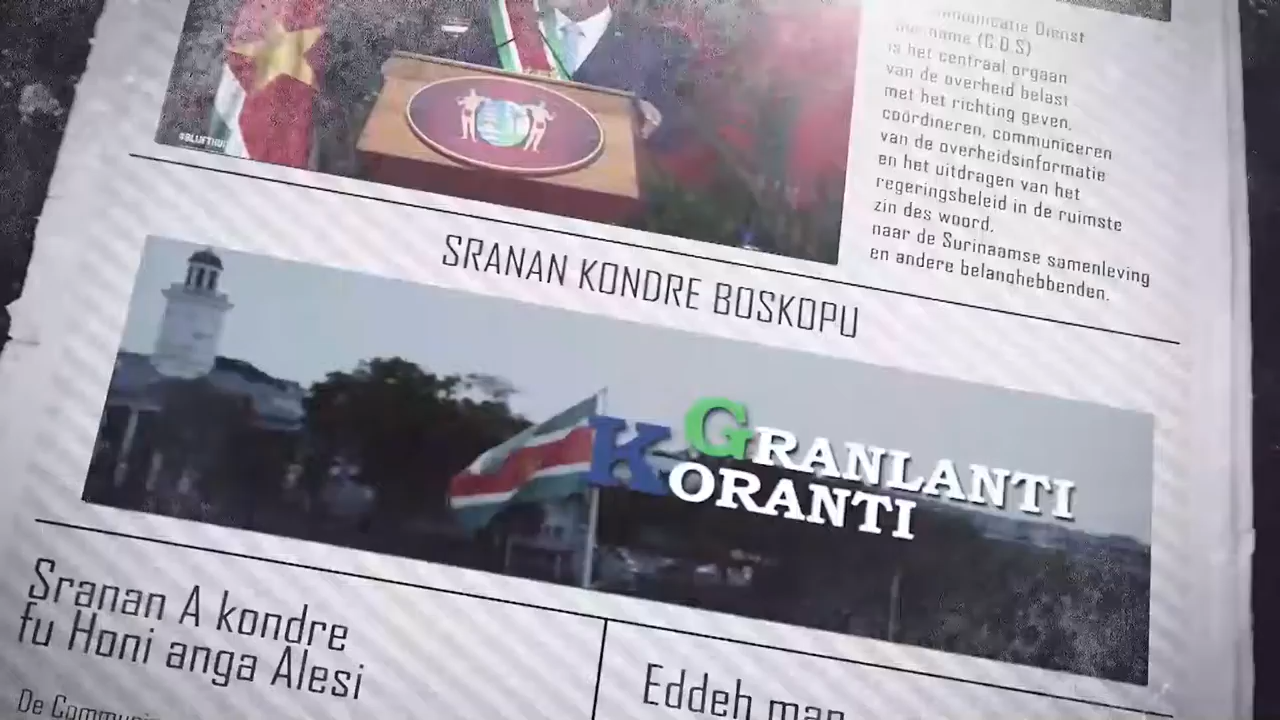 Dienst
(C.D.S)
is het centraal orgaan
van de overheid belast
met het richting geven,
coördineren, communiceren
van de overheidsinformatie
en het uitdragen van het
regeringsbeleid in de ruimste
zin des woord,
naar de Surinaamse samenleving
en andere belanghebbenden.
SRANAN KONDRE BOSKOPU
GRANLANTI
KORANTI
Sranan A kondre
fu Honi anga Alesi
De
Eddeh man